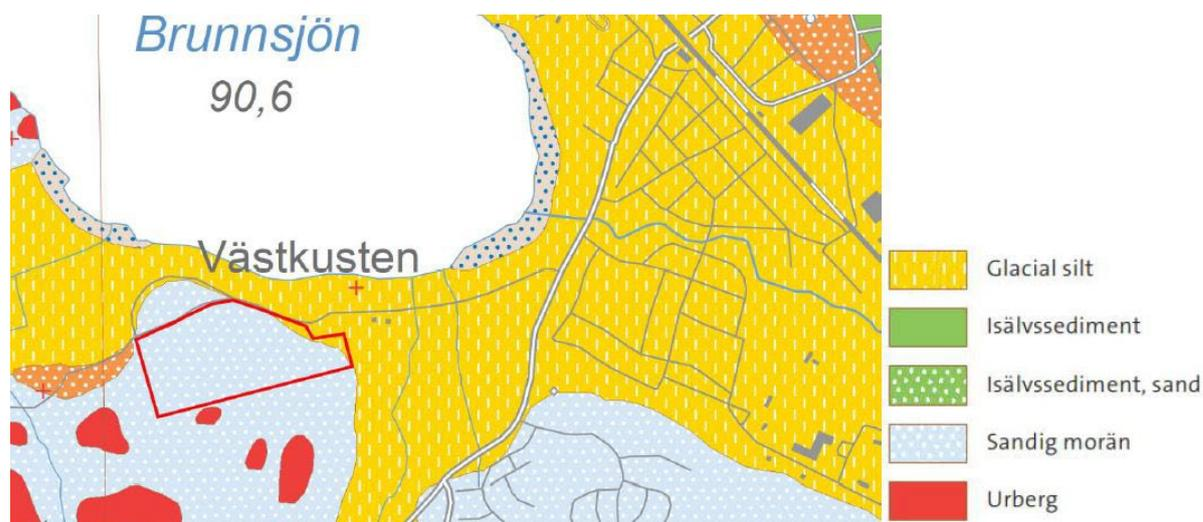 Brunnsjön
90,6
Västkusten
Glacial silt
Isälvssediment
Isälvssediment, sand
Sandig morän
Urberg